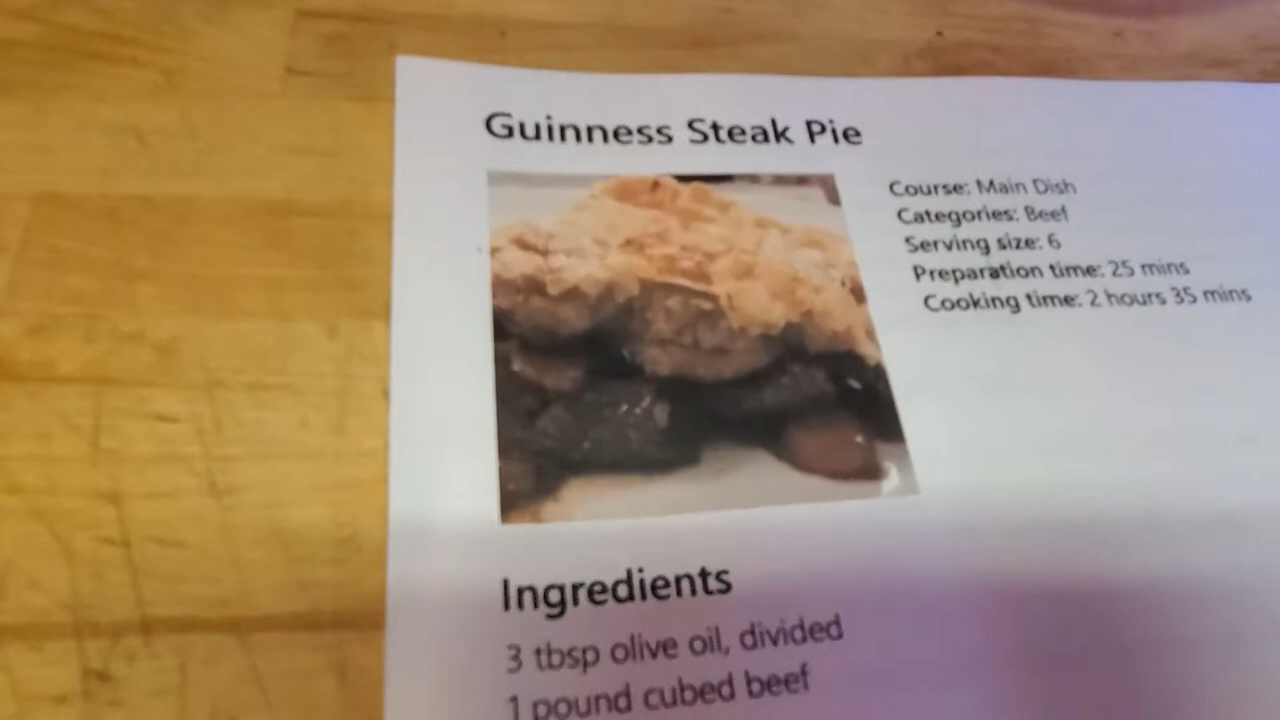 Guinness Steak Pie
Course: Main Dish
Categories: Beef
Serving size: 6
Preparation time: 25 mins
Cooking time: 2 hours 35 mins
Ingredients
3 tbsp olive oil, divided
1 pound cubed beef